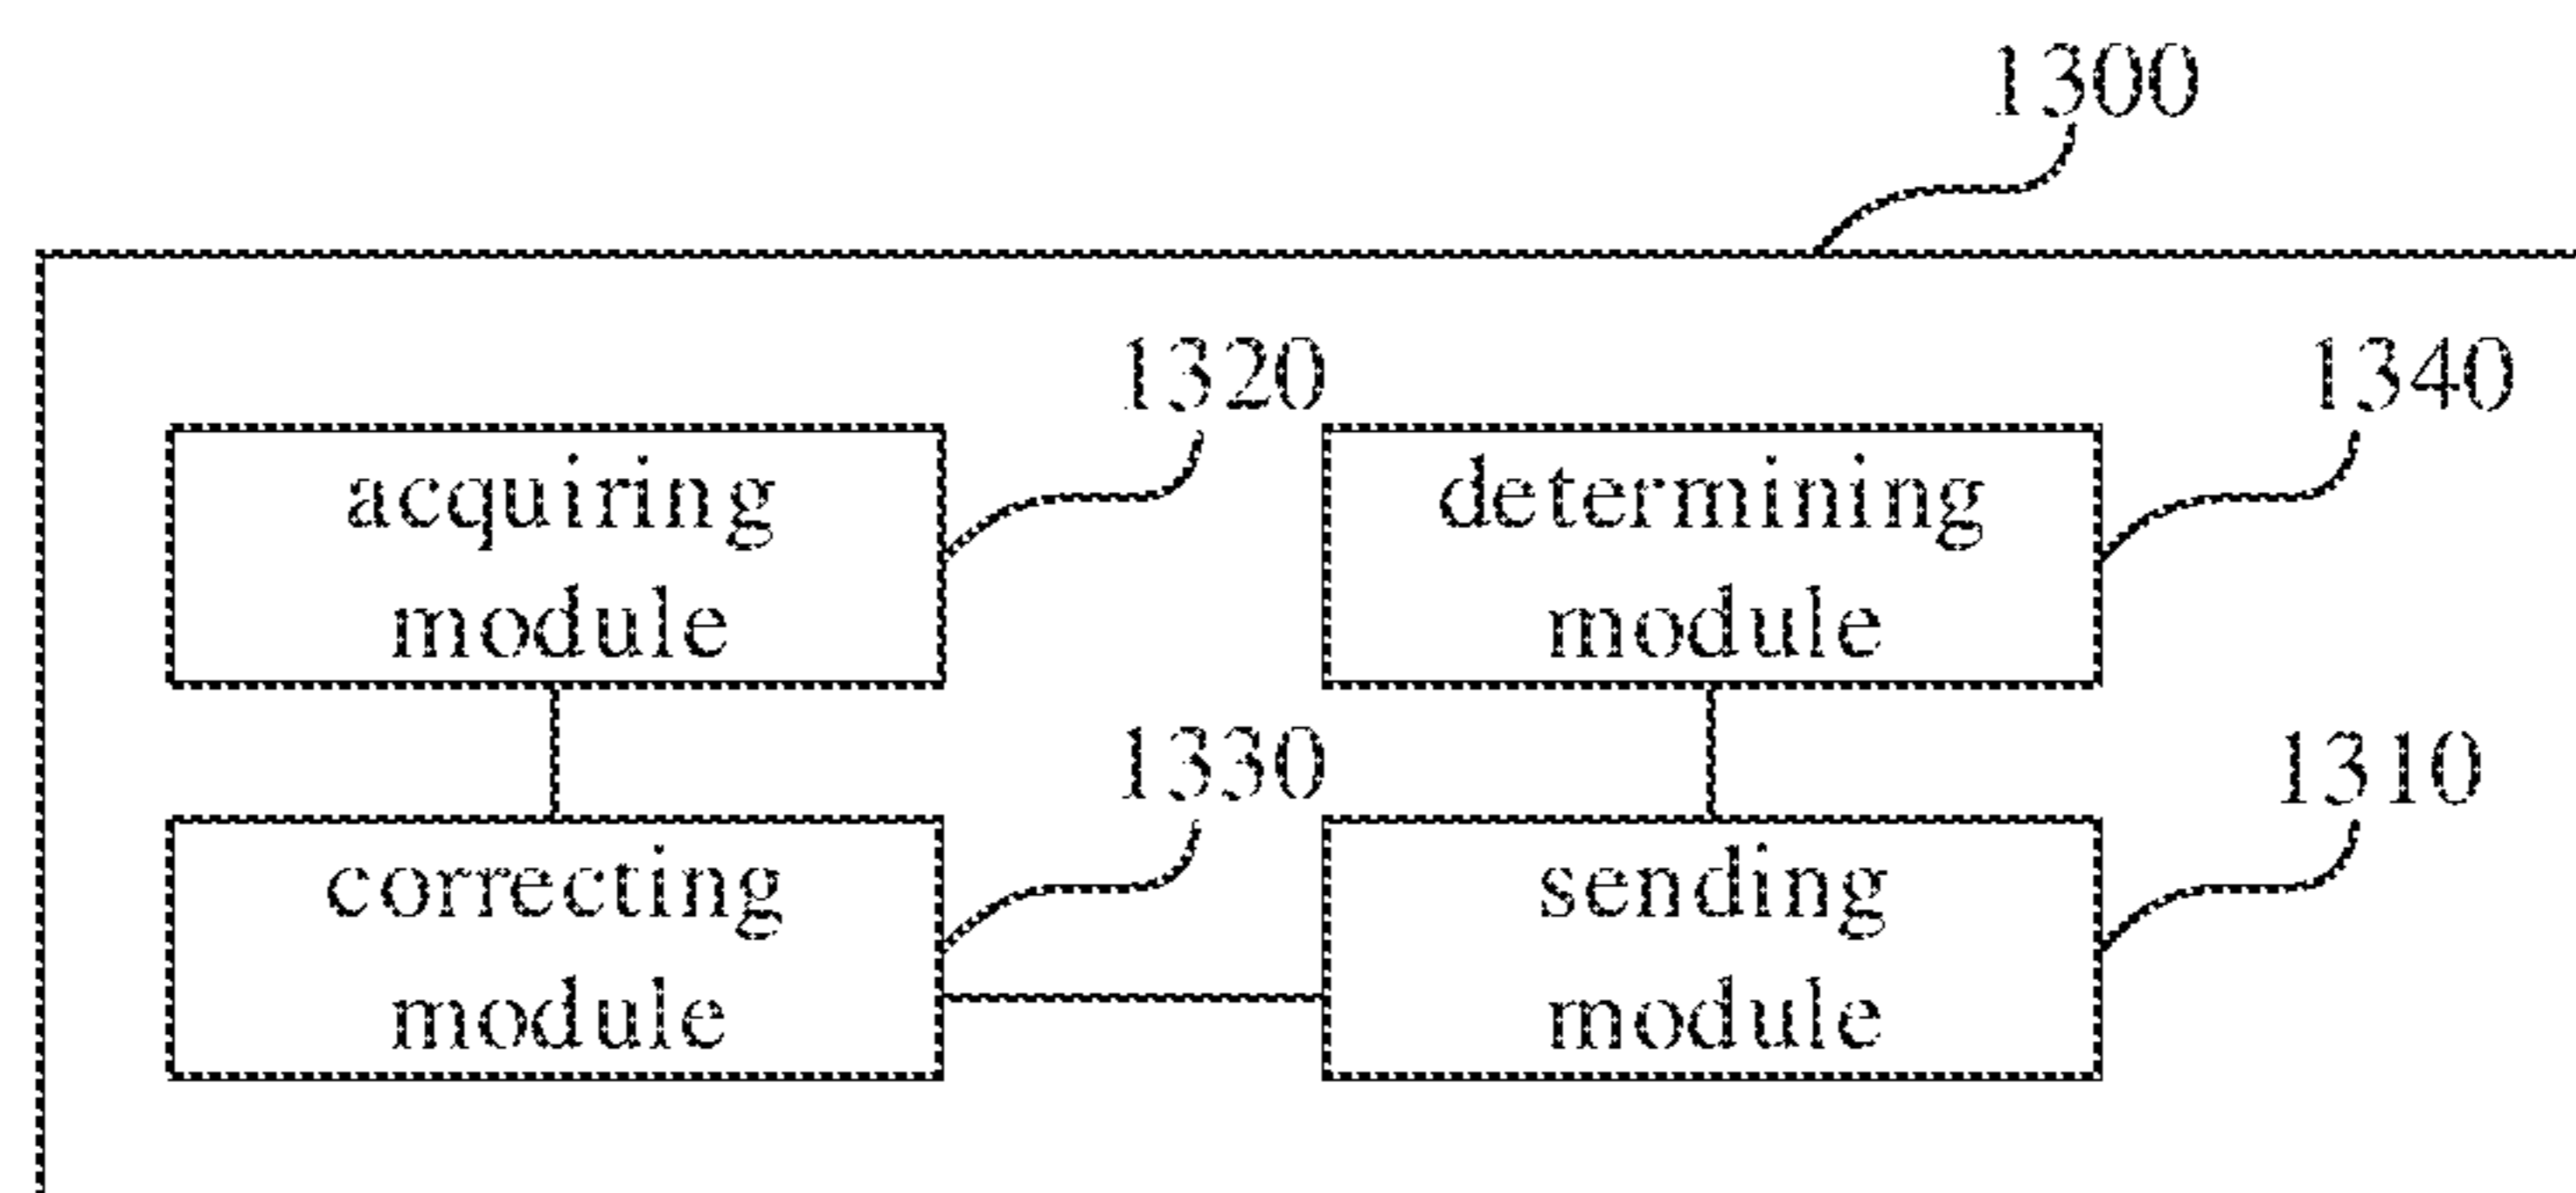 1300
1320
1340
acquiring
module
determining
module
1330
1310
correcting
module
sending
module